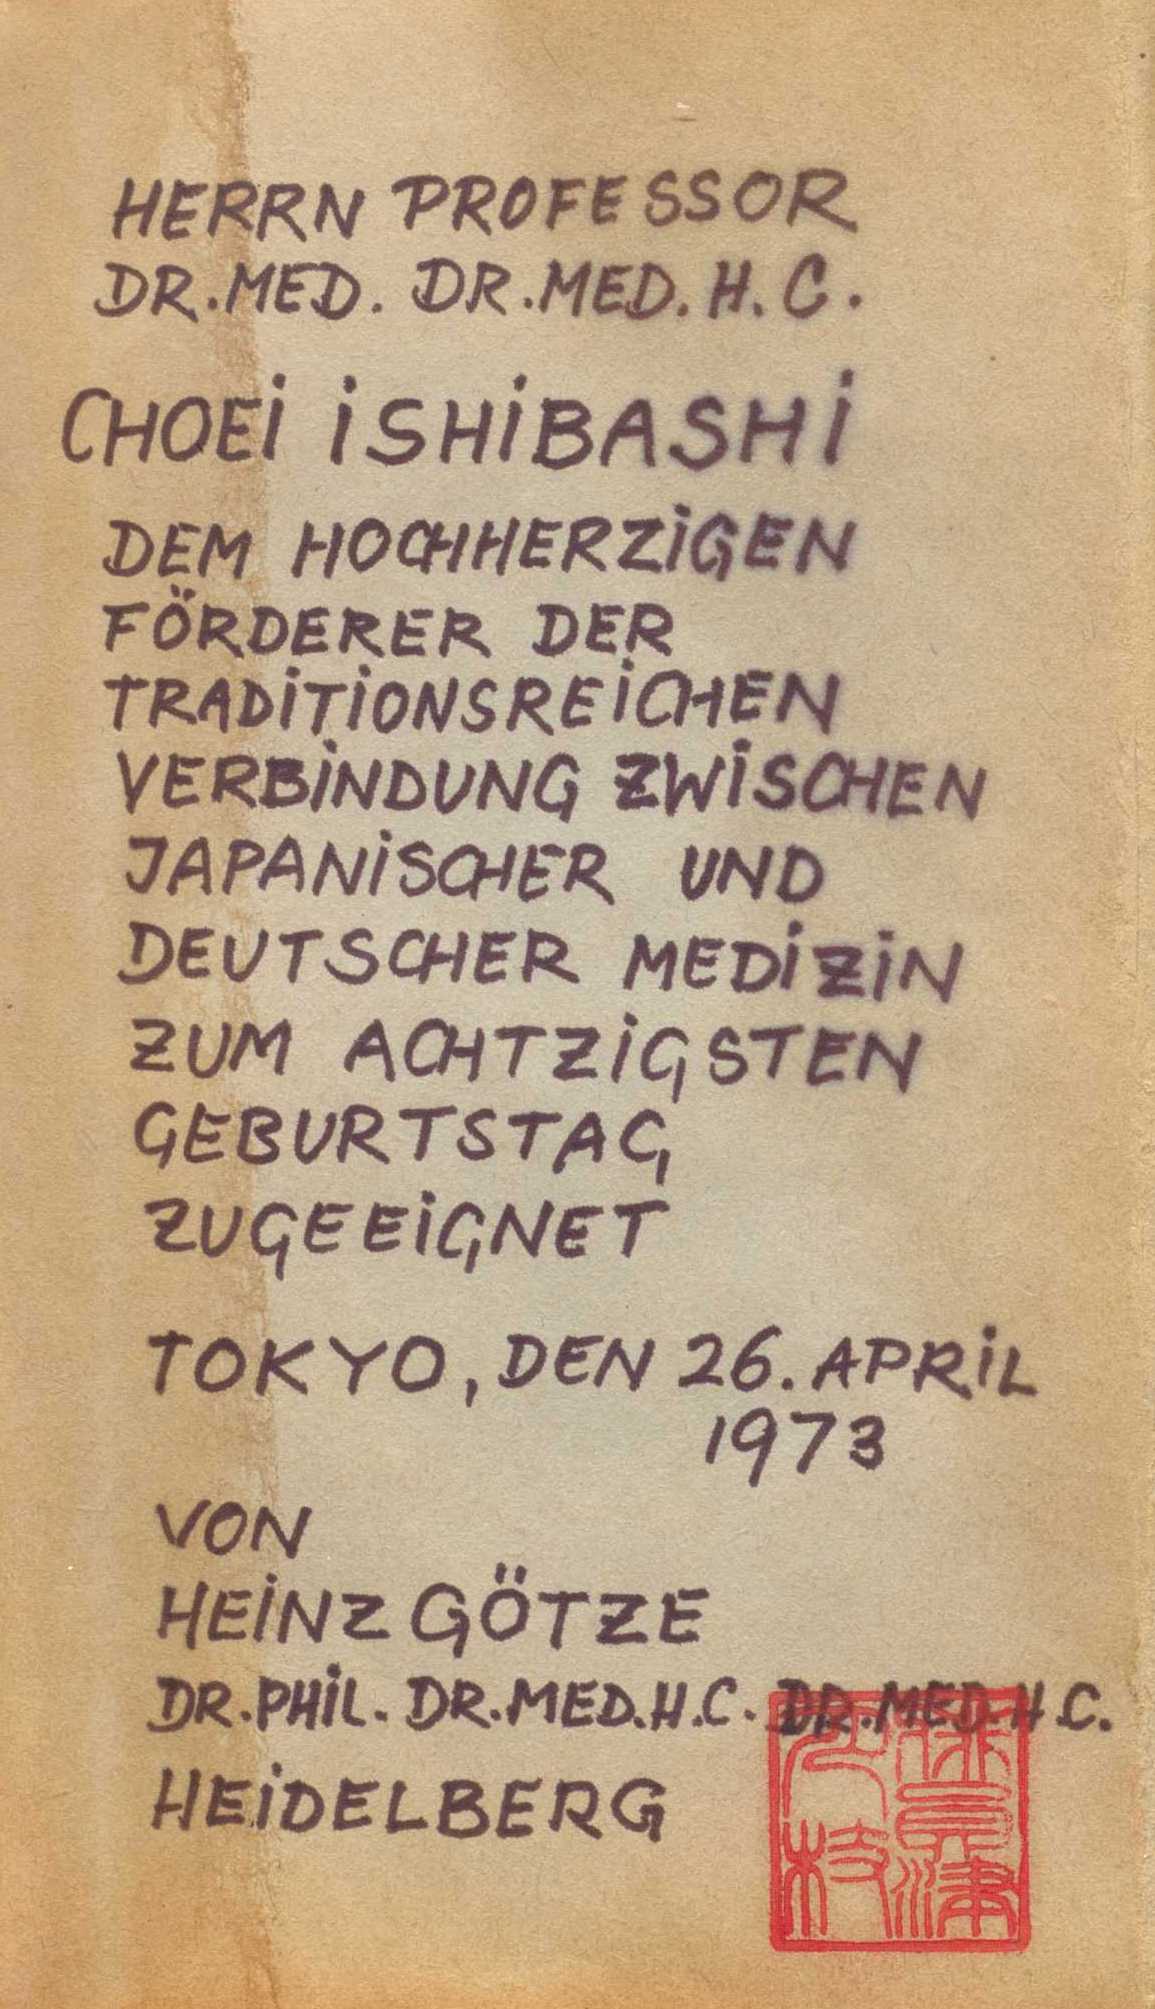 HERRN PROFESSOR
DR.MED. DR.MED. H. C.
CHOEI ISHIBASHI
DEM HOCHHERZIGEN
FÖRDERER DER
TRADITIONSREICHEN
VERBINDUNG ZWISCHEN
JAPANISCHER UND
DEUTSCHER MEDIZIN
ZUM ACHTZIGSTEN
GEBURTSTAG
ZUGEEIGNET
TOKYO, DEN 26. APRIL
1973
VON
HEINZ GÖTZE
DR.PHIL. DR.MED.H.C. DR.MED.H.C.
HEIDELBERG